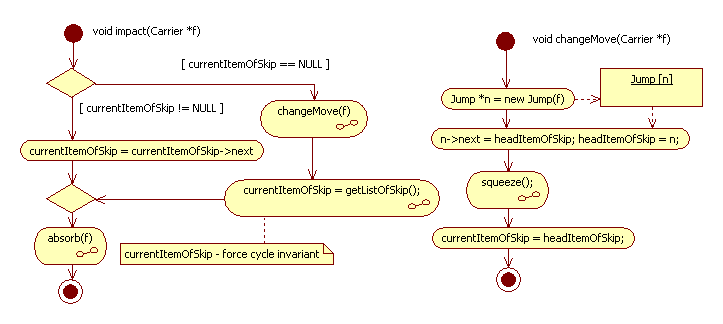 void impact(Carrier *f)
[ currentItemOfSkip == NULL ]
[ currentItemOfSkip != NULL ]
changeMove(f)
currentItemOfSkip = currentItemOfSkip->next
currentItemOfSkip = getListOfSkip();
absorb(f)
currentItemOfSkip - force cycle invariant
void changeMove(Carrier *f)
Jump [n]
Jump *n = new Jump(f)
n->next = headItemOfSkip; headItemOfSkip = n;
squeeze();
currentItemOfSkip = headItemOfSkip;